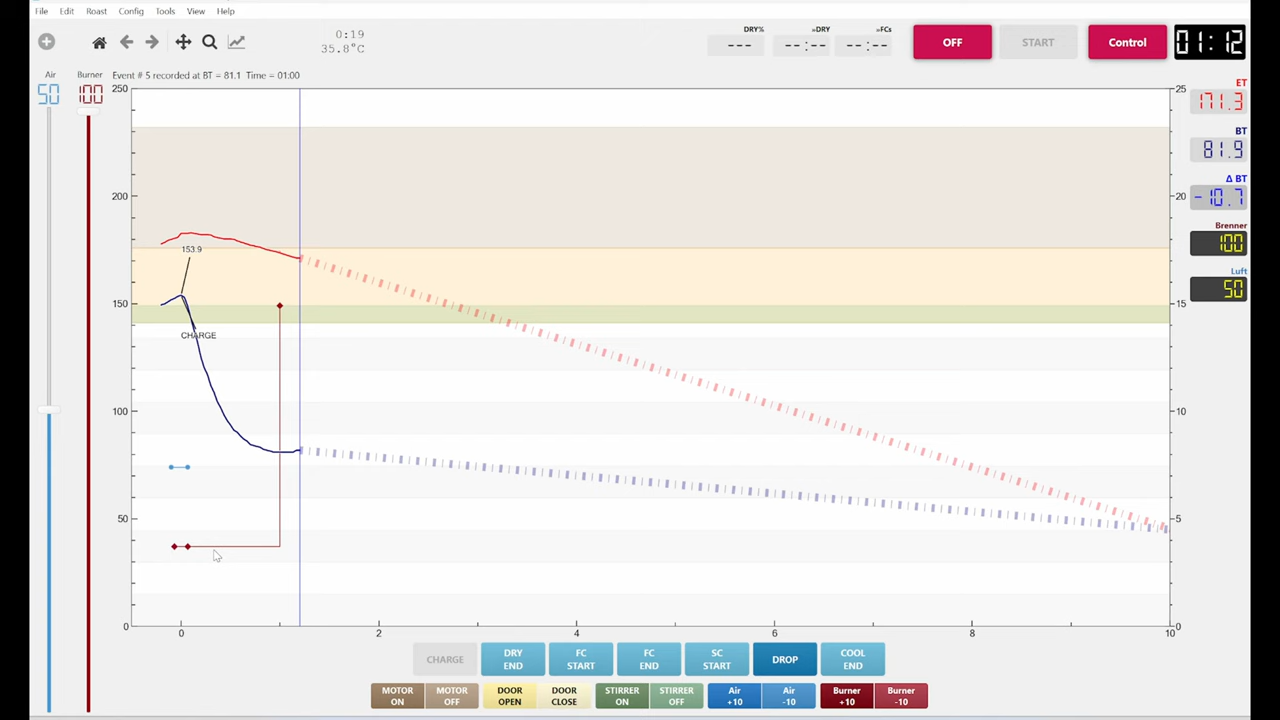 File Edit Roast Config Tools View Help
0:19
35.8°C
DRY%
---
»DRY
--:--
»FCs
--:--
OFF
START
Control
01:12
Air
50
Burner
100
Event # 5 recorded at BT = 81.1 Time = 01:00
250
200
150
100
50
0
153.9
CHARGE
0 2 4 6 8 10
25
20
15
10
5
0
ET
171.3
BT
81.9
Δ BT
-10.7
Brenner
100
Luft
50
CHARGE
DRY
END
FC
START
FC
END
SC
START
DROP
COOL
END
MOTOR
ON
MOTOR
OFF
DOOR
OPEN
DOOR
CLOSE
STIRRER
ON
STIRRER
OFF
Air
+10
Air
-10
Burner
+10
Burner
-10